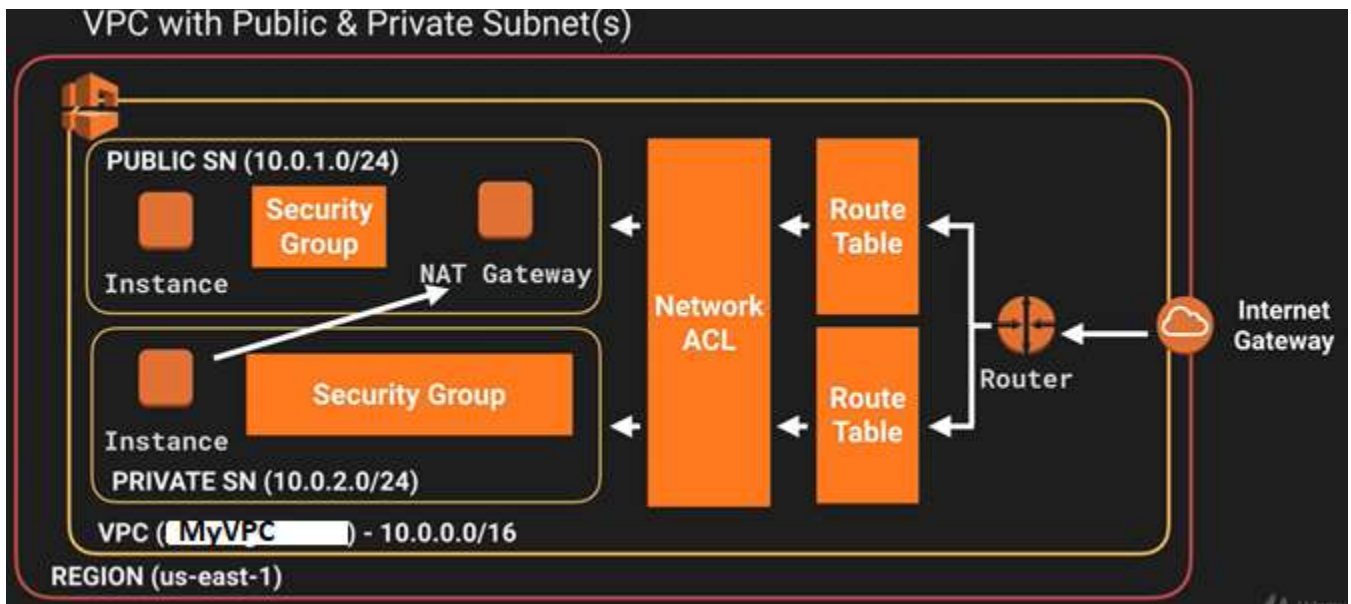 VPC with Public & Private Subnet(s)
PUBLIC SN (10.0.1.0/24)
Security
Group
Instance
NAT Gateway
Instance
Security Group
PRIVATE SN (10.0.2.0/24)
VPC (MyVPC) - 10.0.0.0/16
REGION (us-east-1)
Network
ACL
Route
Table
Route
Table
Router
Internet
Gateway